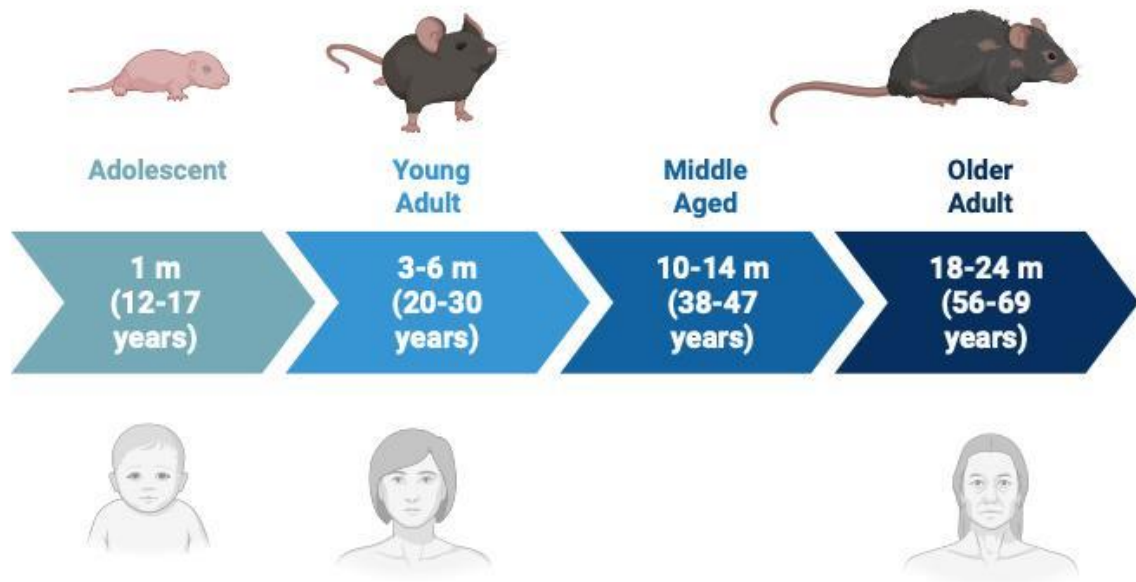 Adolescent
Young
Adult
Middle
Aged
Older
Adult
1 m
(12-17
years)
3-6 m
(20-30
years)
10-14 m
(38-47
years)
18-24 m
(56-69
years)